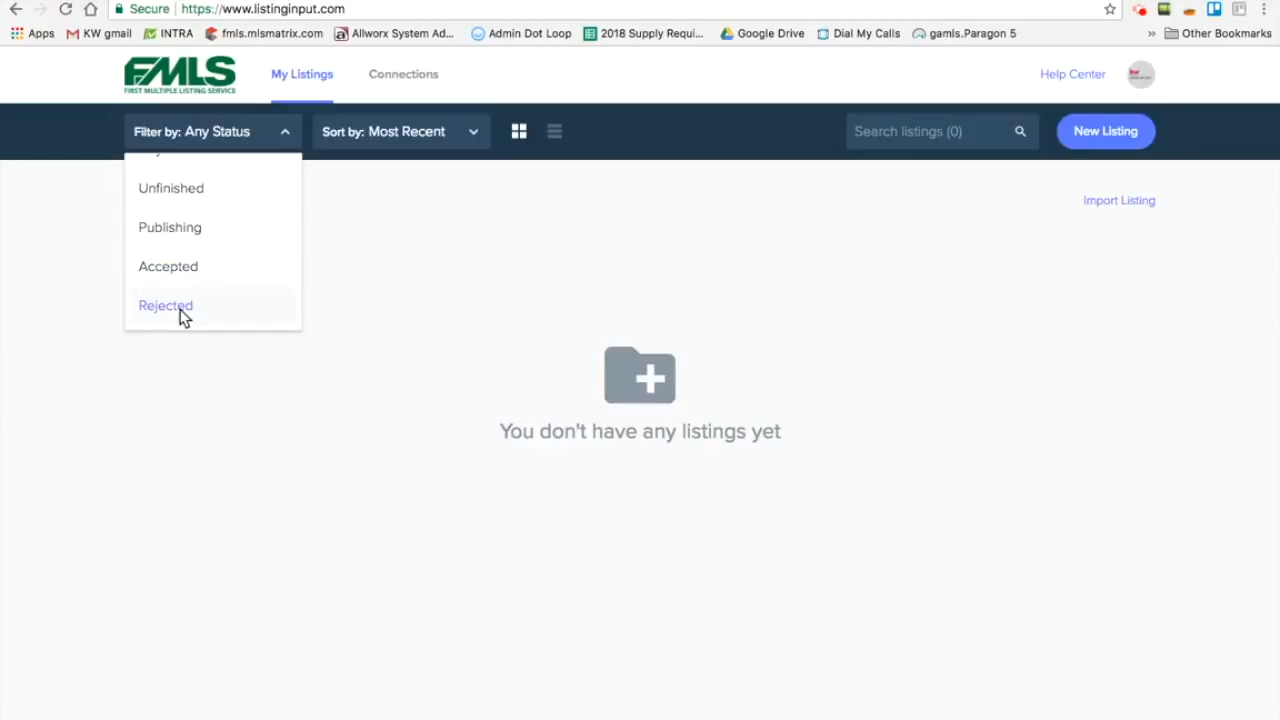 Secure https://www.listinginput.com
Apps KW gmail INTRA fmls.mlsmatrix.com Allworx System Ad... Admin Dot Loop 2018 Supply Requi... Google Drive Dial My Calls gamls.Paragon 5 » Other Bookmarks
FMLS
FIRST MULTIPLE LISTING SERVICE
My Listings Connections Help Center
kw
Filter by: Any Status Sort by: Most Recent Search listings (0) New Listing
Unfinished
Import Listing
Publishing
Accepted
Rejected
You don't have any listings yet